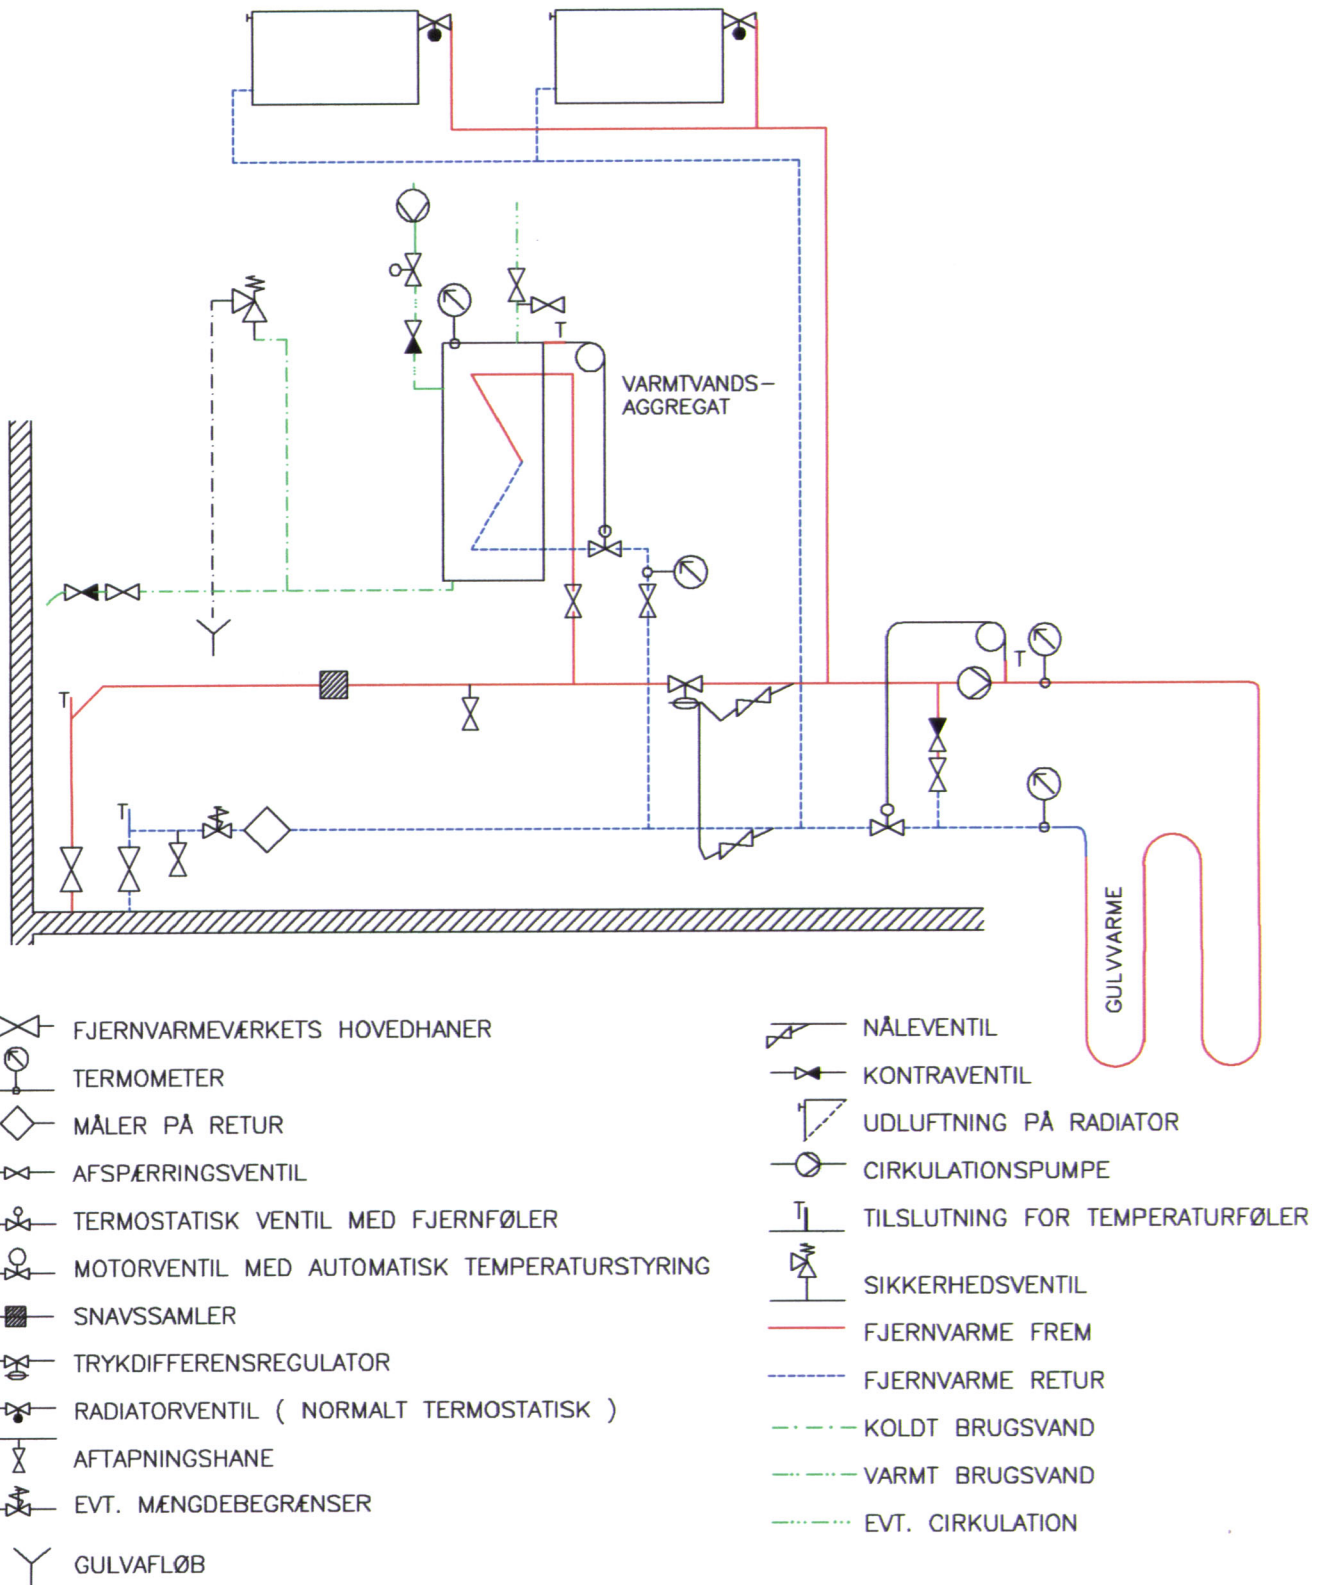 T
VARMTVANDS-
AGGREGAT
T
T
T
GULVVARME
FJERNVARMEVÆRKETS HOVEDHANER
TERMOMETER
MÅLER PÅ RETUR
AFSPÆRRINGSVENTIL
TERMOSTATISK VENTIL MED FJERNFØLER
MOTORVENTIL MED AUTOMATISK TEMPERATURSTYRING
SNAVSSAMLER
TRYKDIFFERENSREGULATOR
RADIATORVENTIL ( NORMALT TERMOSTATISK )
AFTAPNINGSHANE
EVT. MÆNGDEBEGRÆNSER
GULVAFLØB
NÅLEVENTIL
KONTRAVENTIL
UDLUFTNING PÅ RADIATOR
CIRKULATIONSPUMPE
T
TILSLUTNING FOR TEMPERATURFØLER
SIKKERHEDSVENTIL
FJERNVARME FREM
FJERNVARME RETUR
KOLDT BRUGSVAND
VARMT BRUGSVAND
EVT. CIRKULATION